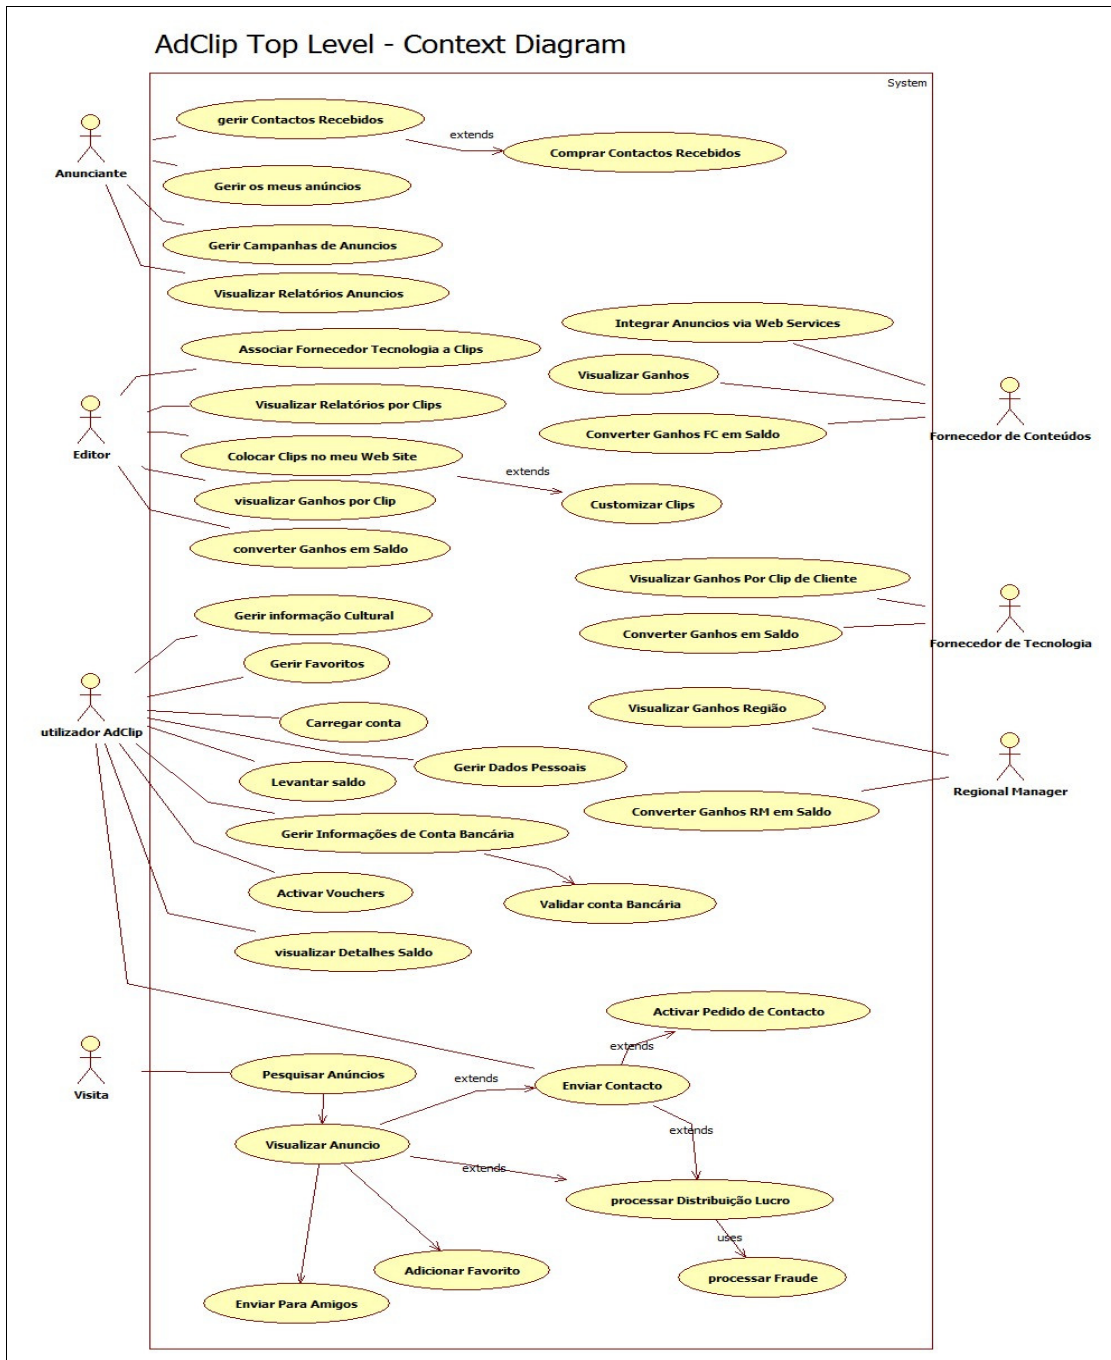 AdClip Top Level - Context Diagram
System
gerir Contactos Recebidos
extends
Comprar Contactos Recebidos
Anunciante
Gerir os meus anúncios
Gerir Campanhas de Anuncios
Visualizar Relatórios Anuncios
Integrar Anuncios via Web Services
Associar Fornecedor Tecnologia a Clips
Visualizar Ganhos
Visualizar Relatórios por Clips
Converter Ganhos FC em Saldo
Fornecedor de Conteúdos
Editor
Colocar Clips no meu Web Site
extends
visualizar Ganhos por Clip
Customizar Clips
converter Ganhos em Saldo
Visualizar Ganhos Por Clip de Cliente
Gerir informação Cultural
Converter Ganhos em Saldo
Fornecedor de Tecnologia
Gerir Favoritos
Visualizar Ganhos Região
Carregar conta
utilizador AdClip
Gerir Dados Pessoais
Levantar saldo
Regional Manager
Converter Ganhos RM em Saldo
Gerir Informações de Conta Bancária
Activar Vouchers
Validar conta Bancária
visualizar Detalhes Saldo
Activar Pedido de Contacto
extends
Pesquisar Anúncios
extends
Enviar Contacto
Visita
extends
Visualizar Anuncio
extends
processar Distribuição Lucro
uses
Adicionar Favorito
processar Fraude
Enviar Para Amigos